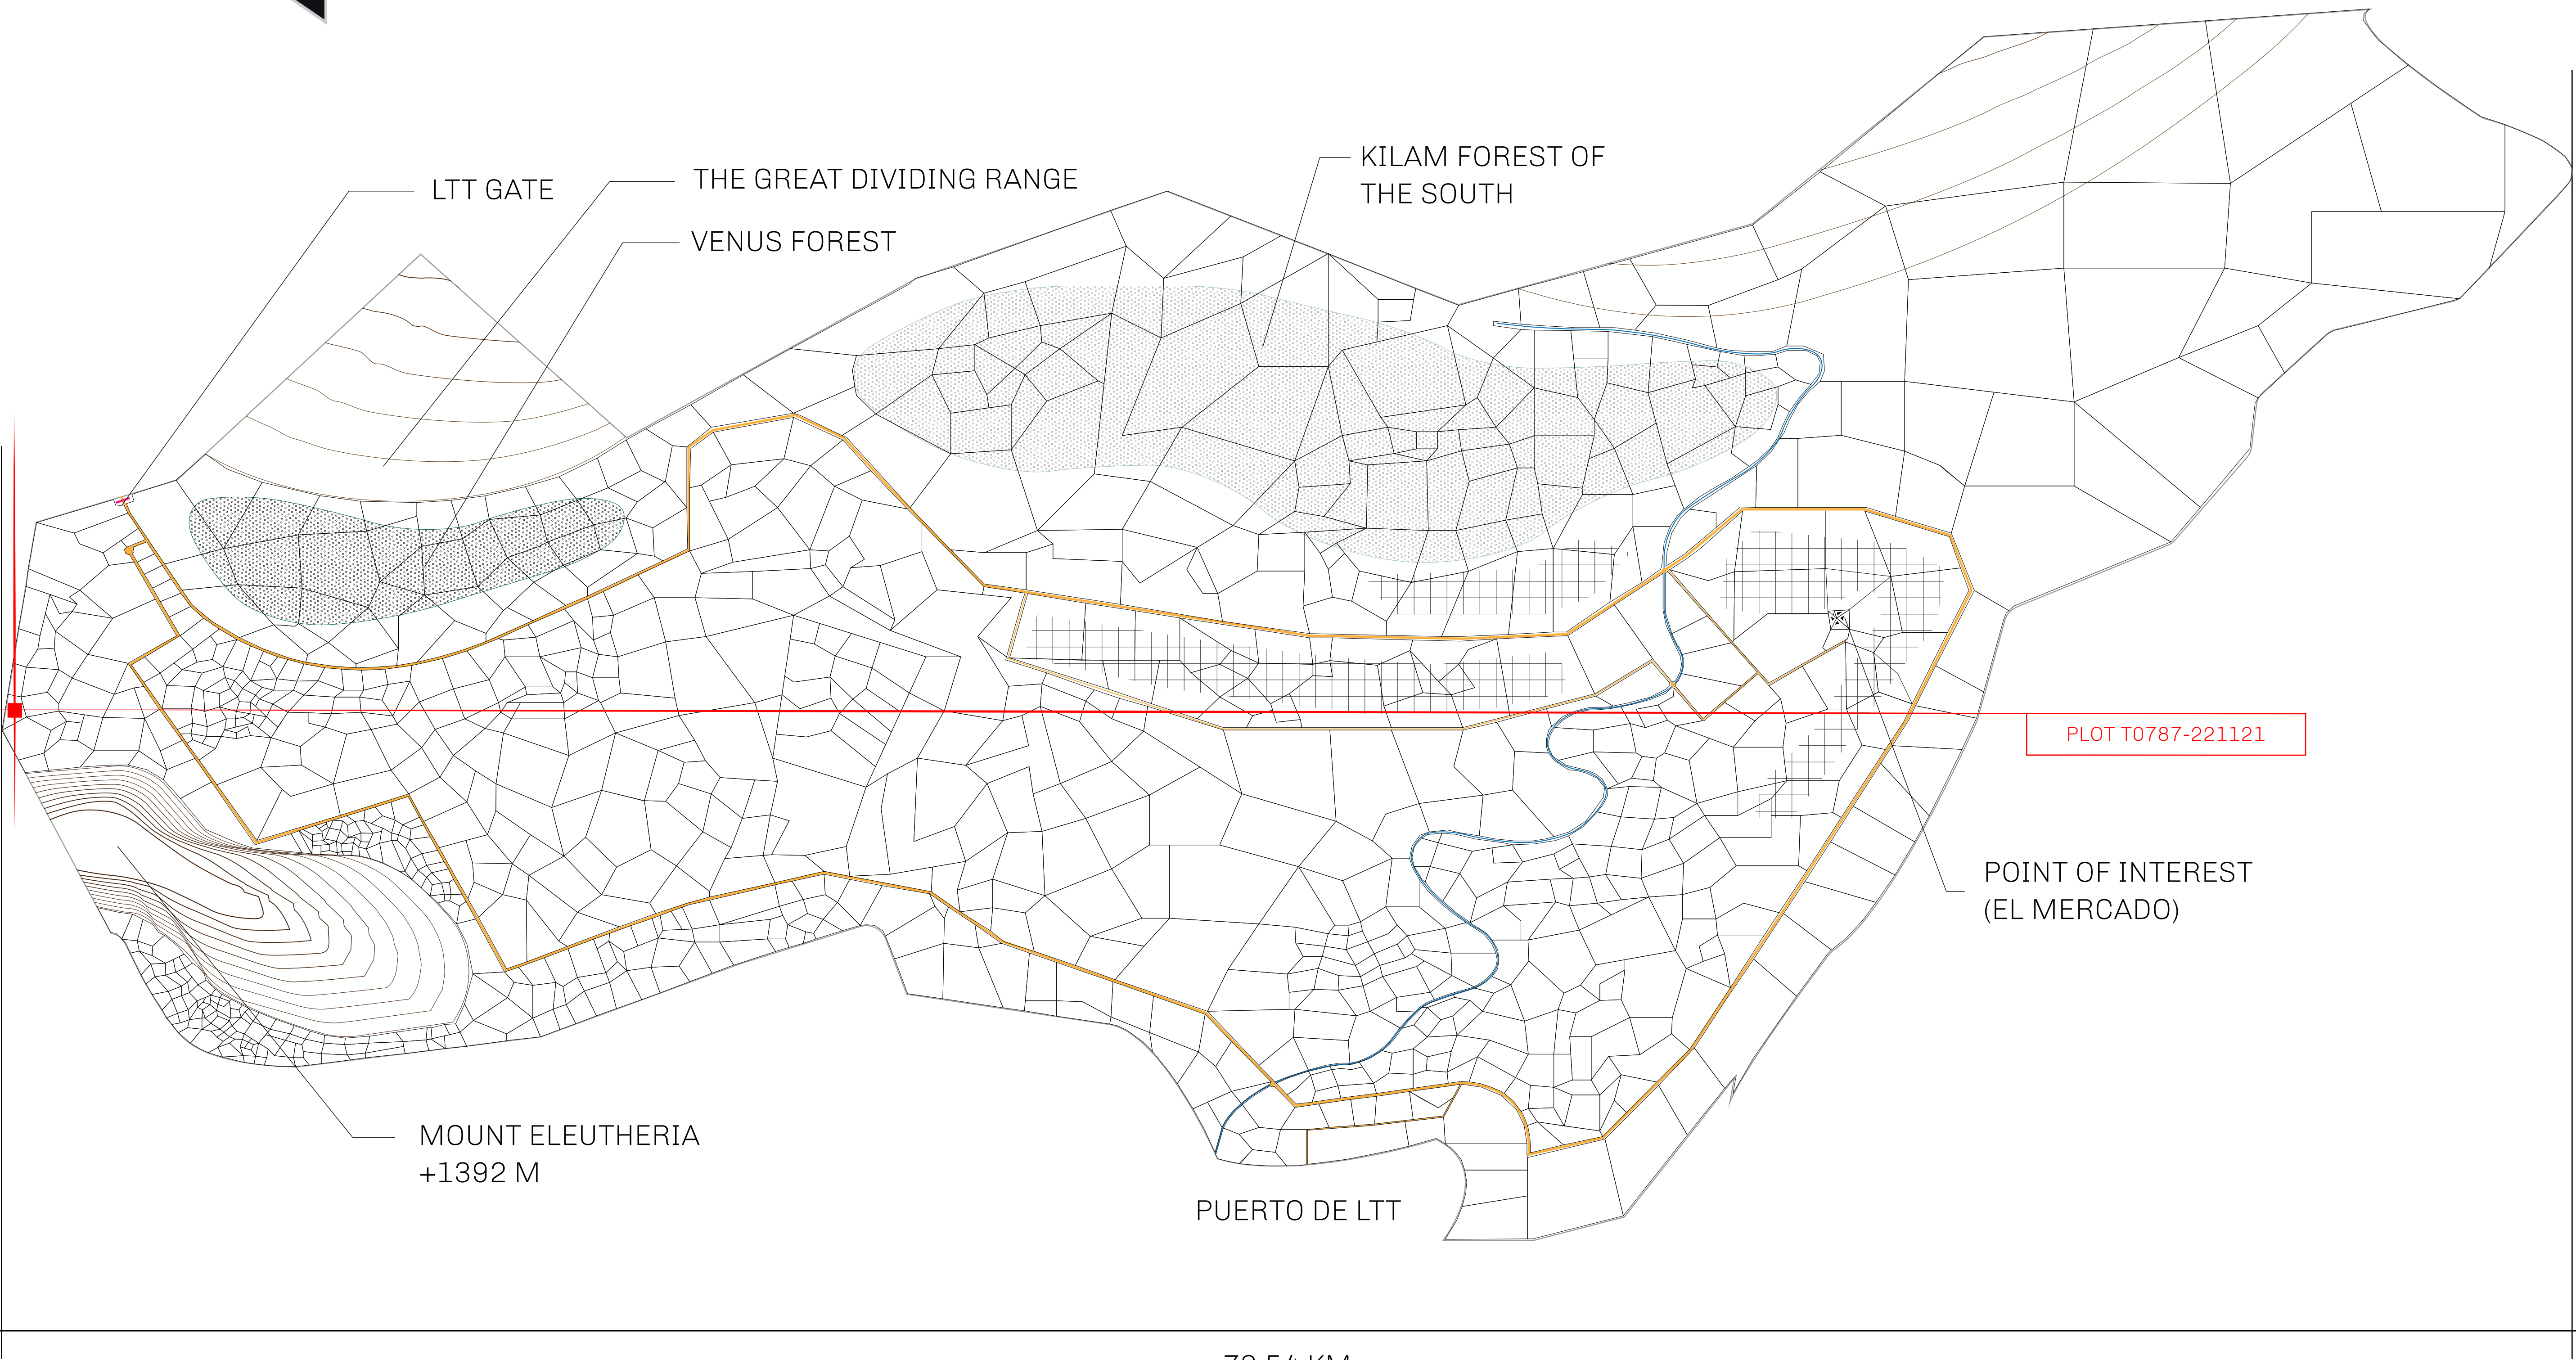 KILAM FOREST OF
THE SOUTH
LTT GATE
THE GREAT DIVIDING RANGE
VENUS FOREST
PLOT T0787-221121
POINT OF INTEREST
(EL MERCADO)
MOUNT ELEUTHERIA
+1392 M
PUERTO DE LTT
KM